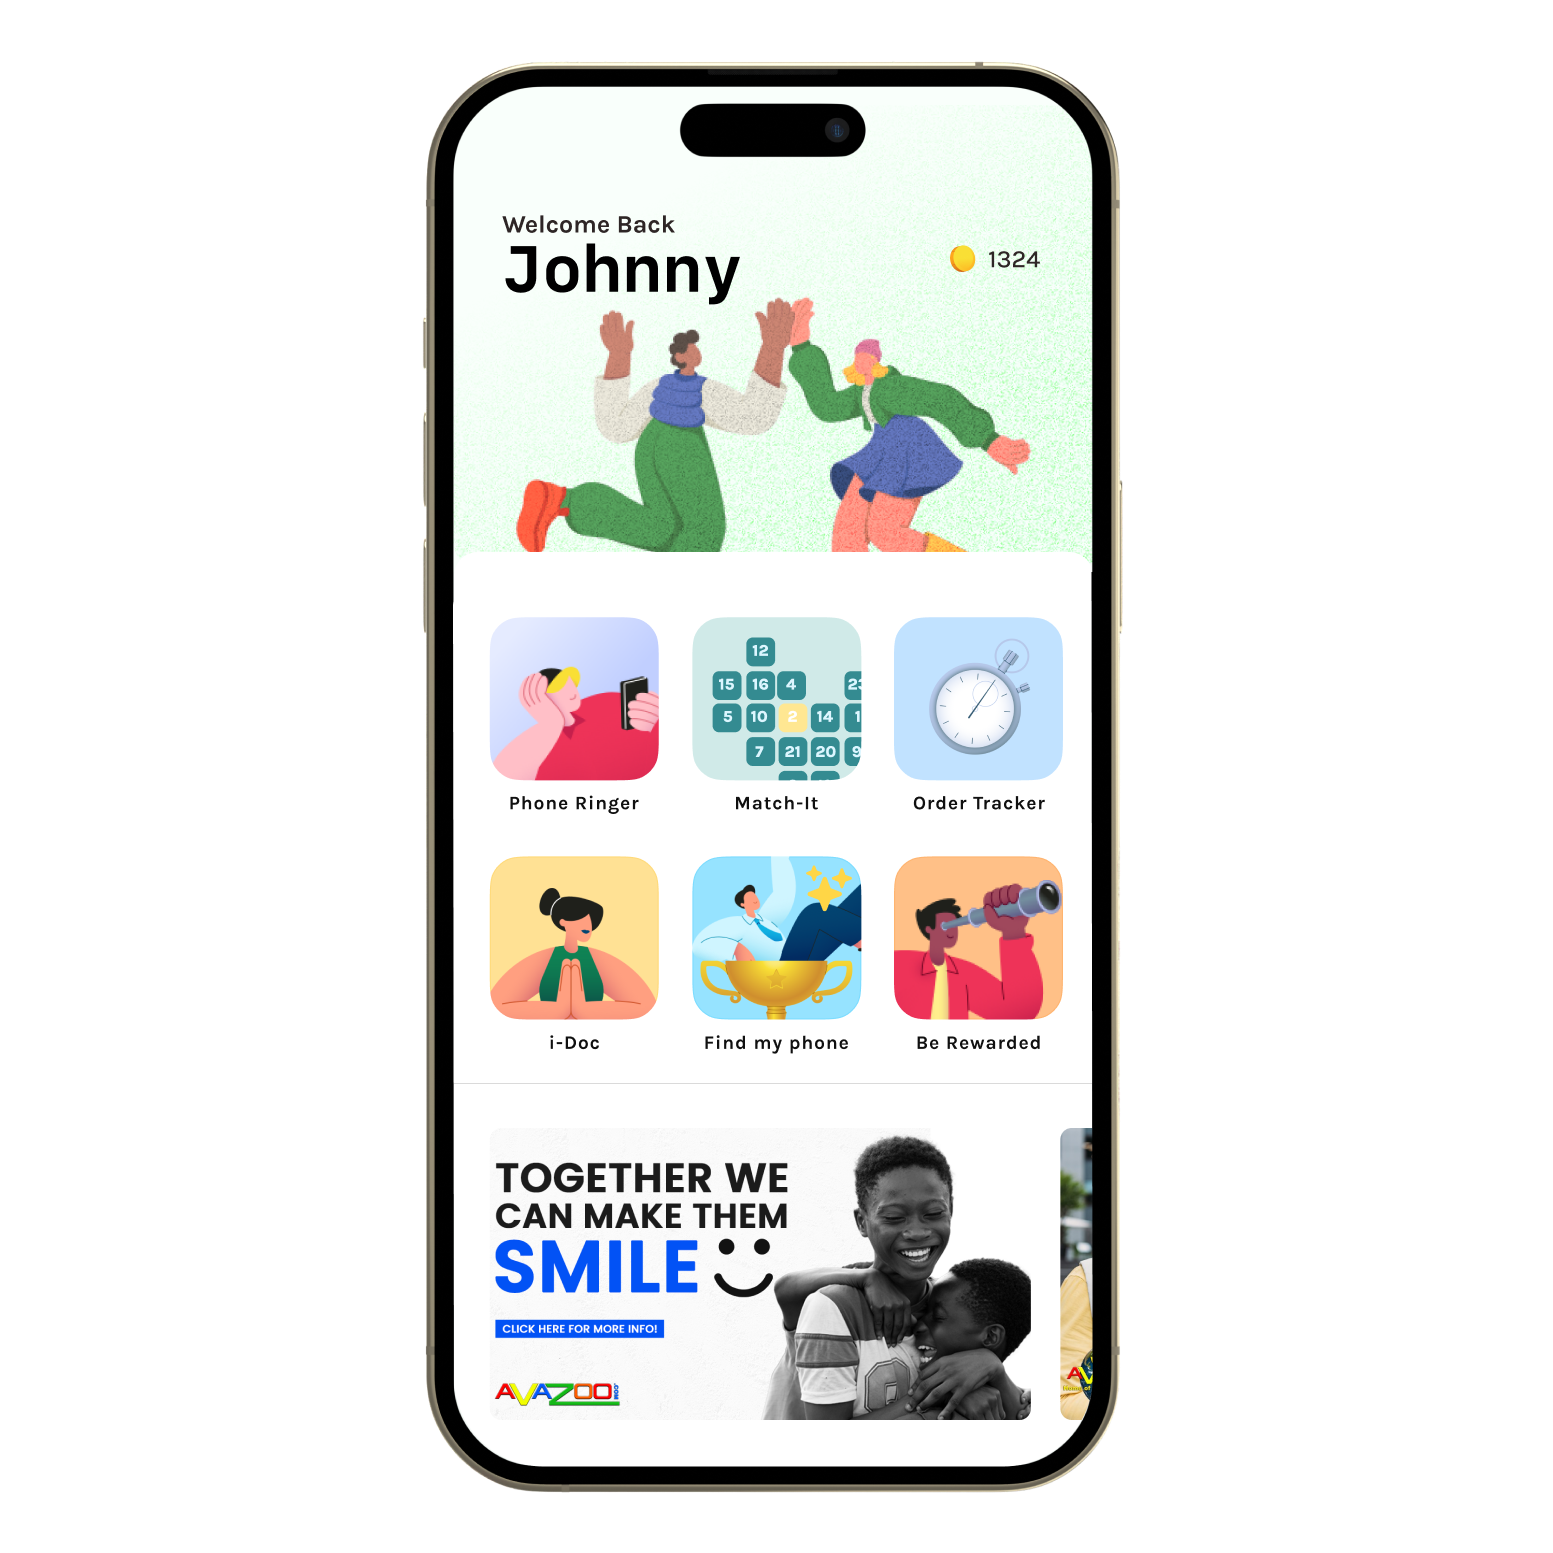 Welcome Back
Johnny
1324
12
15 16 4
5 10 2 14
7 21 20 9
Phone Ringer
Match-It
Order Tracker
i-Doc
Find my phone
Be Rewarded
TOGETHER WE
CAN MAKE THEM
SMILE
CLICK HERE FOR MORE INFO!
AVAZOO.COM